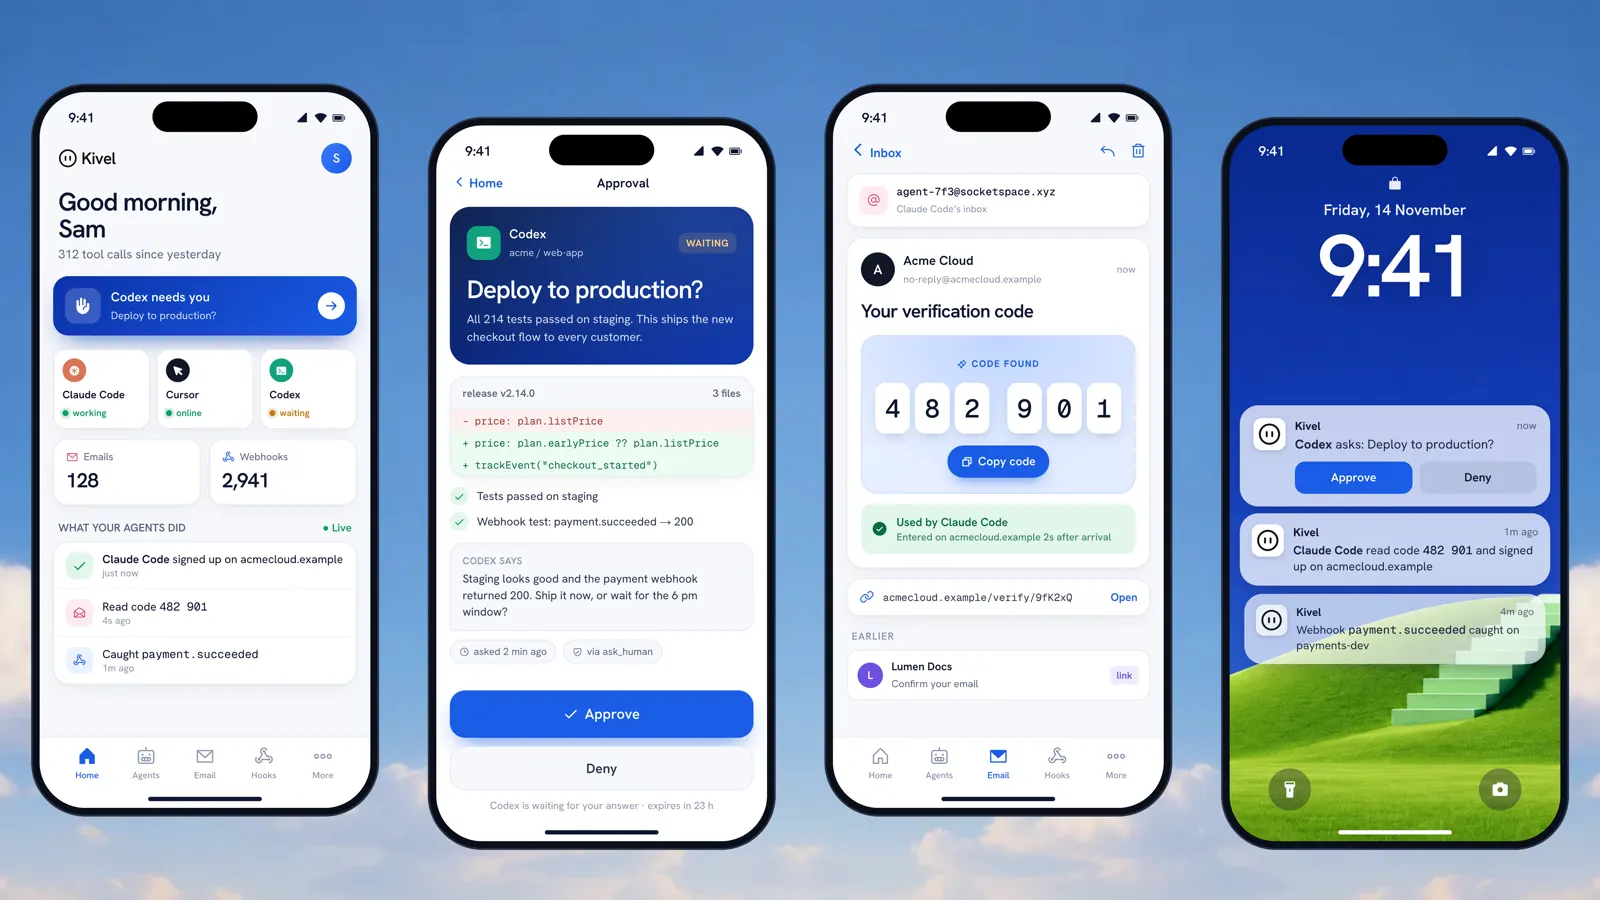 9:41
Kivel
S
Good morning,
Sam
312 tool calls since yesterday
Codex needs you
Deploy to production?
Claude Code
working
Cursor
online
Codex
waiting
Emails
128
Webhooks
2,941
WHAT YOUR AGENTS DID
Live
Claude Code signed up on acmecloud.example
just now
Read code 482 901
4s ago
Caught payment.succeeded
1m ago
Home
Agents
Email
Hooks
More
9:41
Home
Approval
Codex
acme / web-app
WAITING
Deploy to production?
All 214 tests passed on staging. This ships the new
checkout flow to every customer.
release v2.14.0
3 files
- price: plan.listPrice
+ price: plan.earlyPrice ?? plan.listPrice
+ trackEvent("checkout_started")
Tests passed on staging
Webhook test: payment.succeeded → 200
CODEX SAYS
Staging looks good and the payment webhook
returned 200. Ship it now, or wait for the 6 pm
window?
asked 2 min ago
via ask_human
Approve
Deny
Codex is waiting for your answer · expires in 23 h
9:41
Inbox
@
agent-7f3@socketspace.xyz
Claude Code's inbox
A
Acme Cloud
no-reply@acmecloud.example
now
Your verification code
CODE FOUND
4 8 2 9 0 1
Copy code
Used by Claude Code
Entered on acmecloud.example 2s after arrival
acmecloud.example/verify/9fK2xQ
Open
EARLIER
L
Lumen Docs
Confirm your email
link
Home
Agents
Email
Hooks
More
9:41
Friday, 14 November
9:41
Kivel
now
Codex asks: Deploy to production?
Approve
Deny
Kivel
1m ago
Claude Code read code 482 901 and signed
up on acmecloud.example
Kivel
4m ago
Webhook payment.succeeded caught on
payments-dev